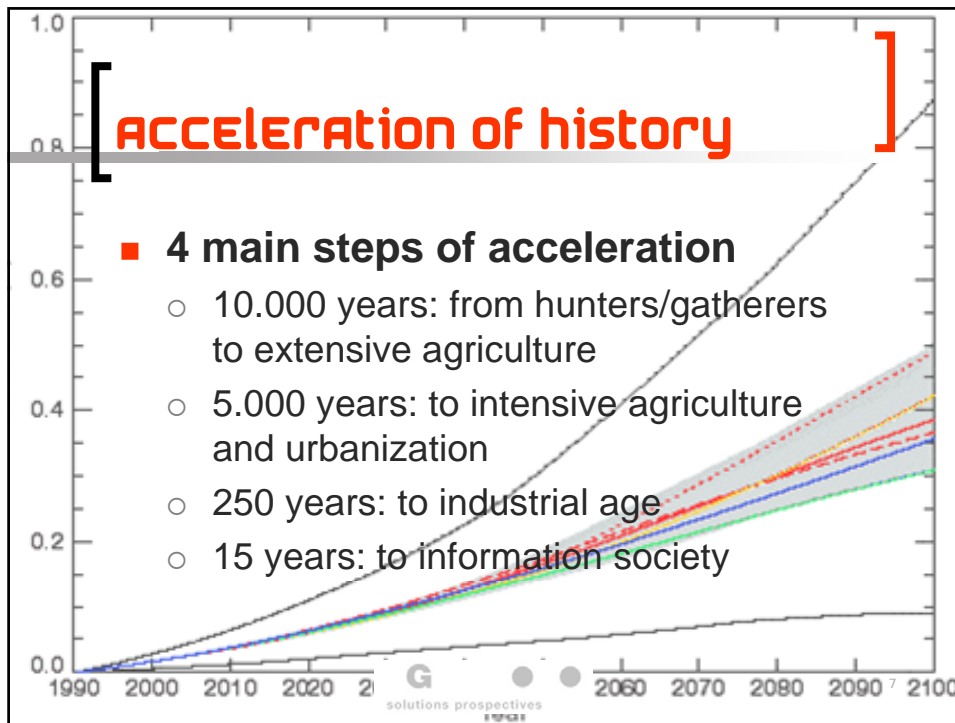 1.0
ACCELERATION OF HISTORY
0.8
4 main steps of acceleration
0.6
10.000 years: from hunters/gatherers
to extensive agriculture
0.4
5.000 years: to intensive agriculture
and urbanization
250 years: to industrial age
0.2
15 years: to information society
0.0
G
1990 2000 2010 2020 2060 2070 2080 2090 7 2100
solutions prospectives